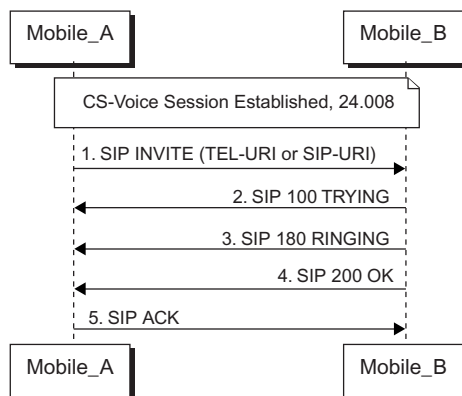 Mobile_A
Mobile_B
CS-Voice Session Established, 24.008
1. SIP INVITE (TEL-URI or SIP-URI)
2. SIP 100 TRYING
3. SIP 180 RINGING
4. SIP 200 OK
5. SIP ACK
Mobile_A
Mobile_B